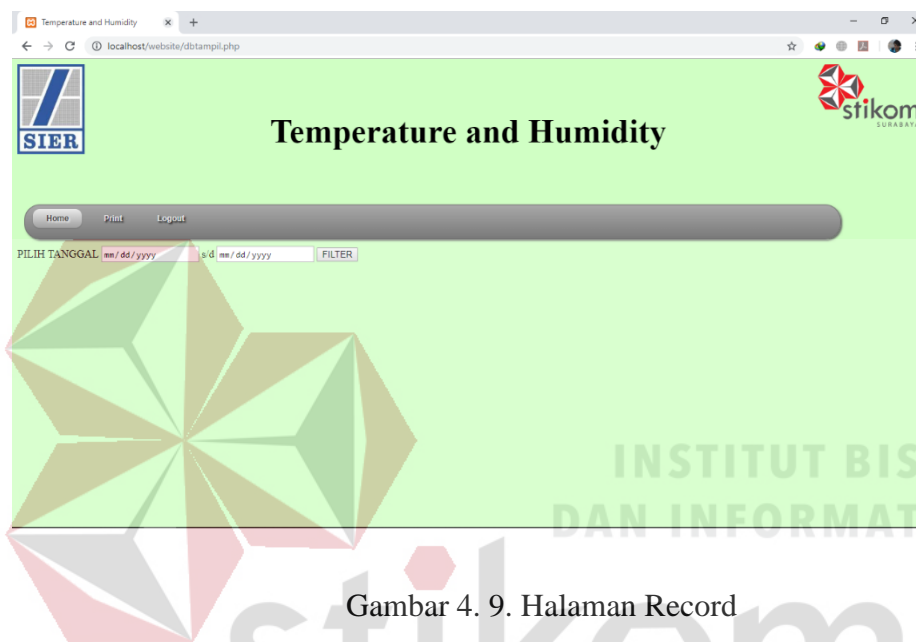 Temperature and Humidity
localhost/website/dbtampil.php
SIER
Temperature and Humidity
stikom
SURABAYA
Home Print Logout
PILIH TANGGAL mm/dd/yyyy s/d mm/dd/yyyy FILTER
INSTITUT BIS
DAN INFORMAT
Gambar 4. 9. Halaman Record
stikom